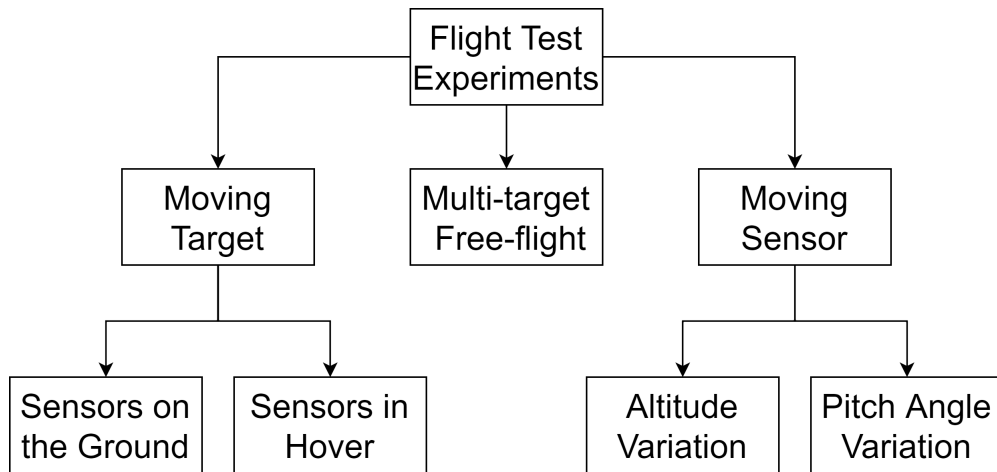 Flight Test
Experiments
Moving
Target
Multi-target
Free-flight
Moving
Sensor
Sensors on
the Ground
Sensors in
Hover
Altitude
Variation
Pitch Angle
Variation